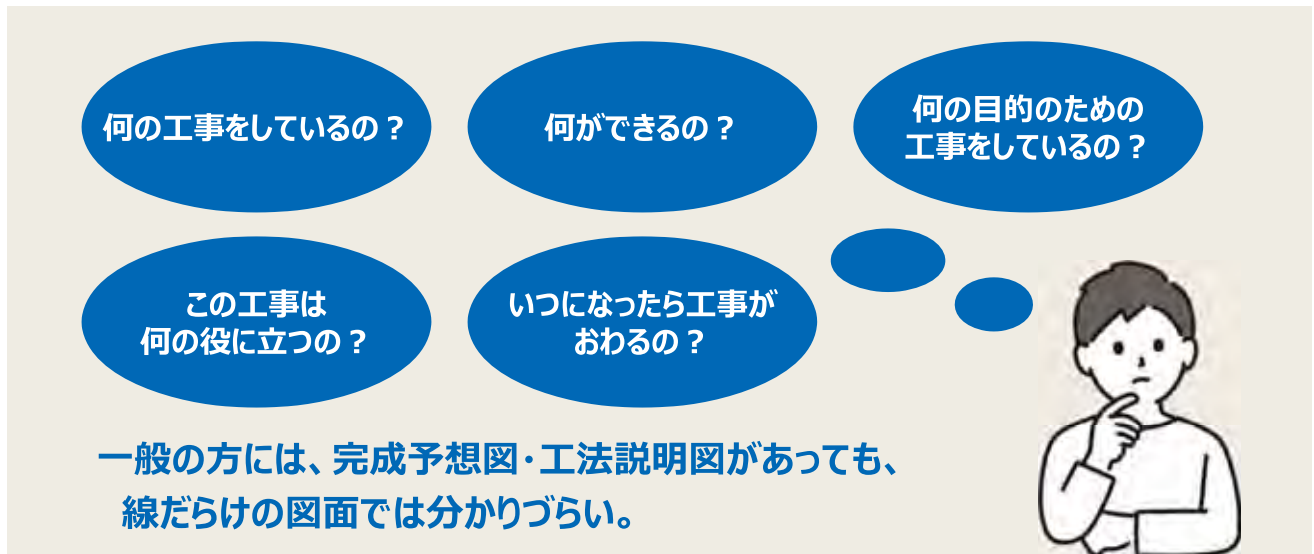 何の工事をしているの？
何ができるの？
何の目的のための
工事をしているの？
この工事は
何の役に立つの？
いつになったら工事が
おわるの？
一般の方には、完成予想図・工法説明図があっても、
線だらけの図面では分かりづらい。